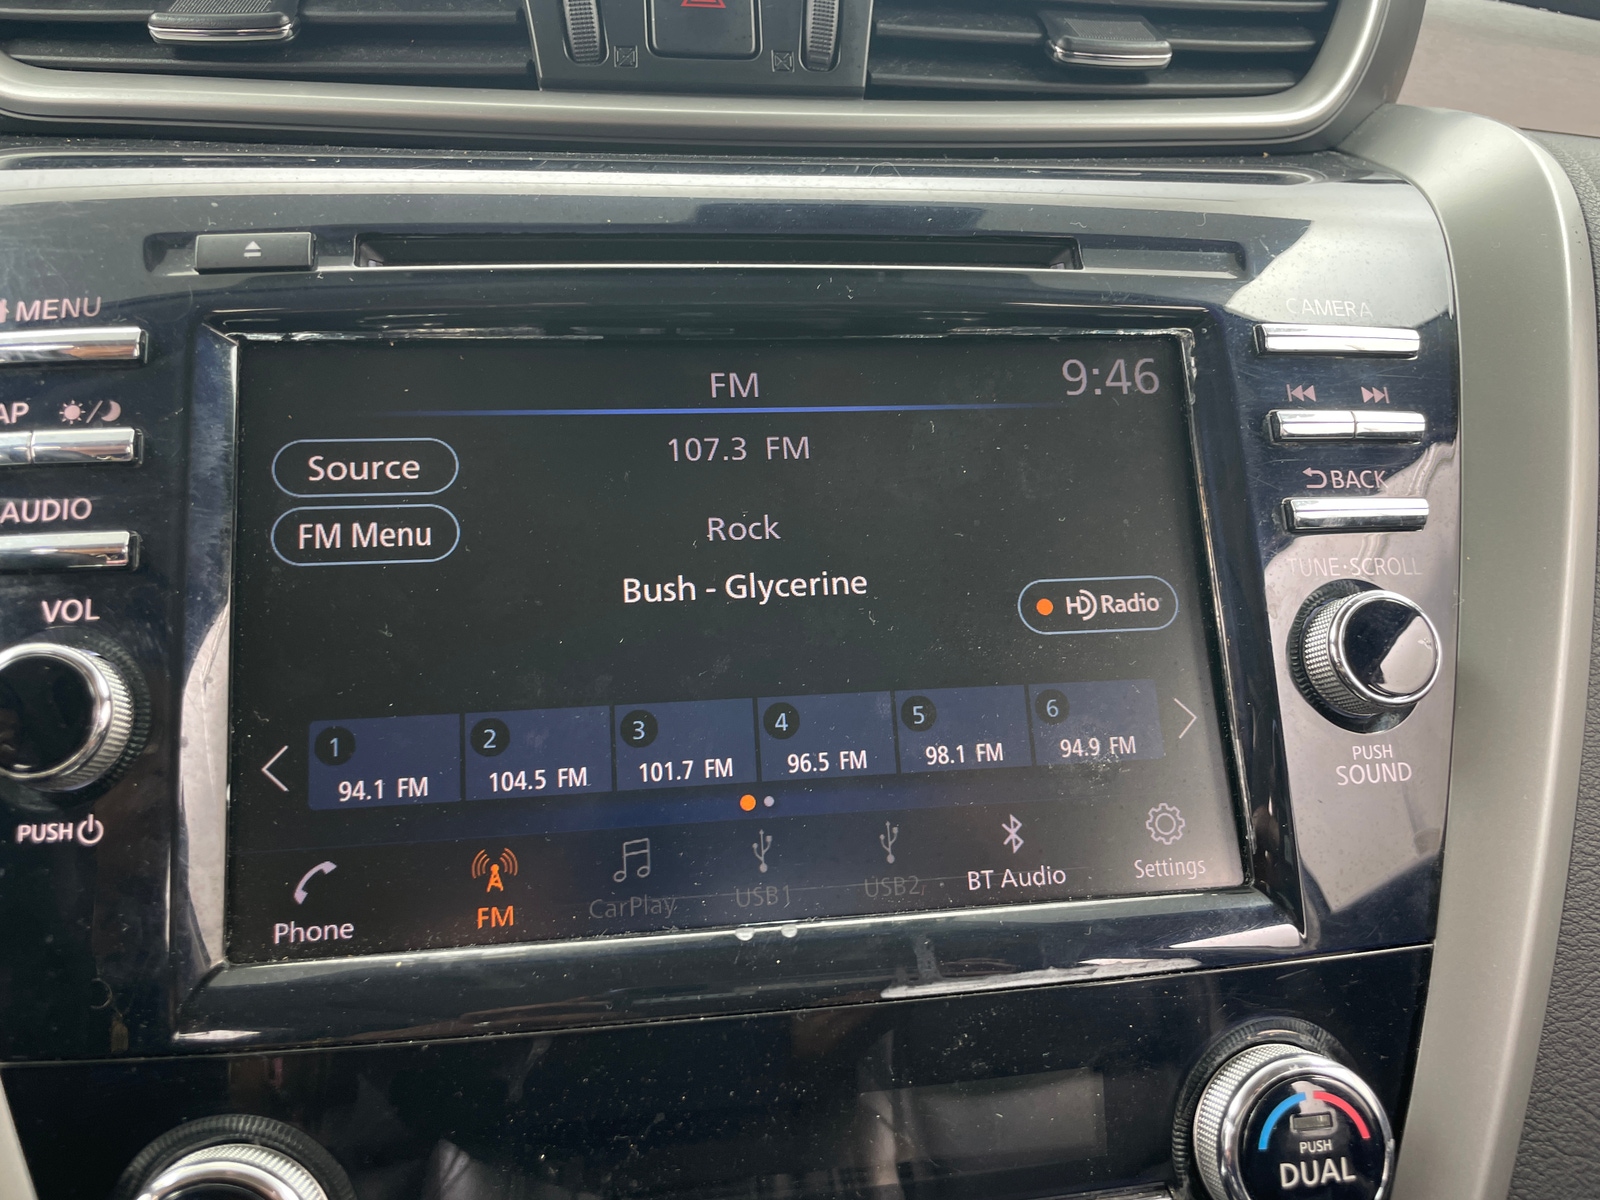 MENU
CAMERA
FM
9:46
107.3 FM
Source
AP
FM Menu
AUDIO
BACK
Rock
Bush - Glycerine
HD Radio
TUNE·SCROLL
VOL
1
2
3
4
5
6
94.1 FM
104.5 FM
101.7 FM
96.5 FM
98.1 FM
94.9 FM
PUSH
SOUND
PUSH
Phone
FM
CarPlay
USB1
USB2
BT Audio
Settings
PUSH
DUAL